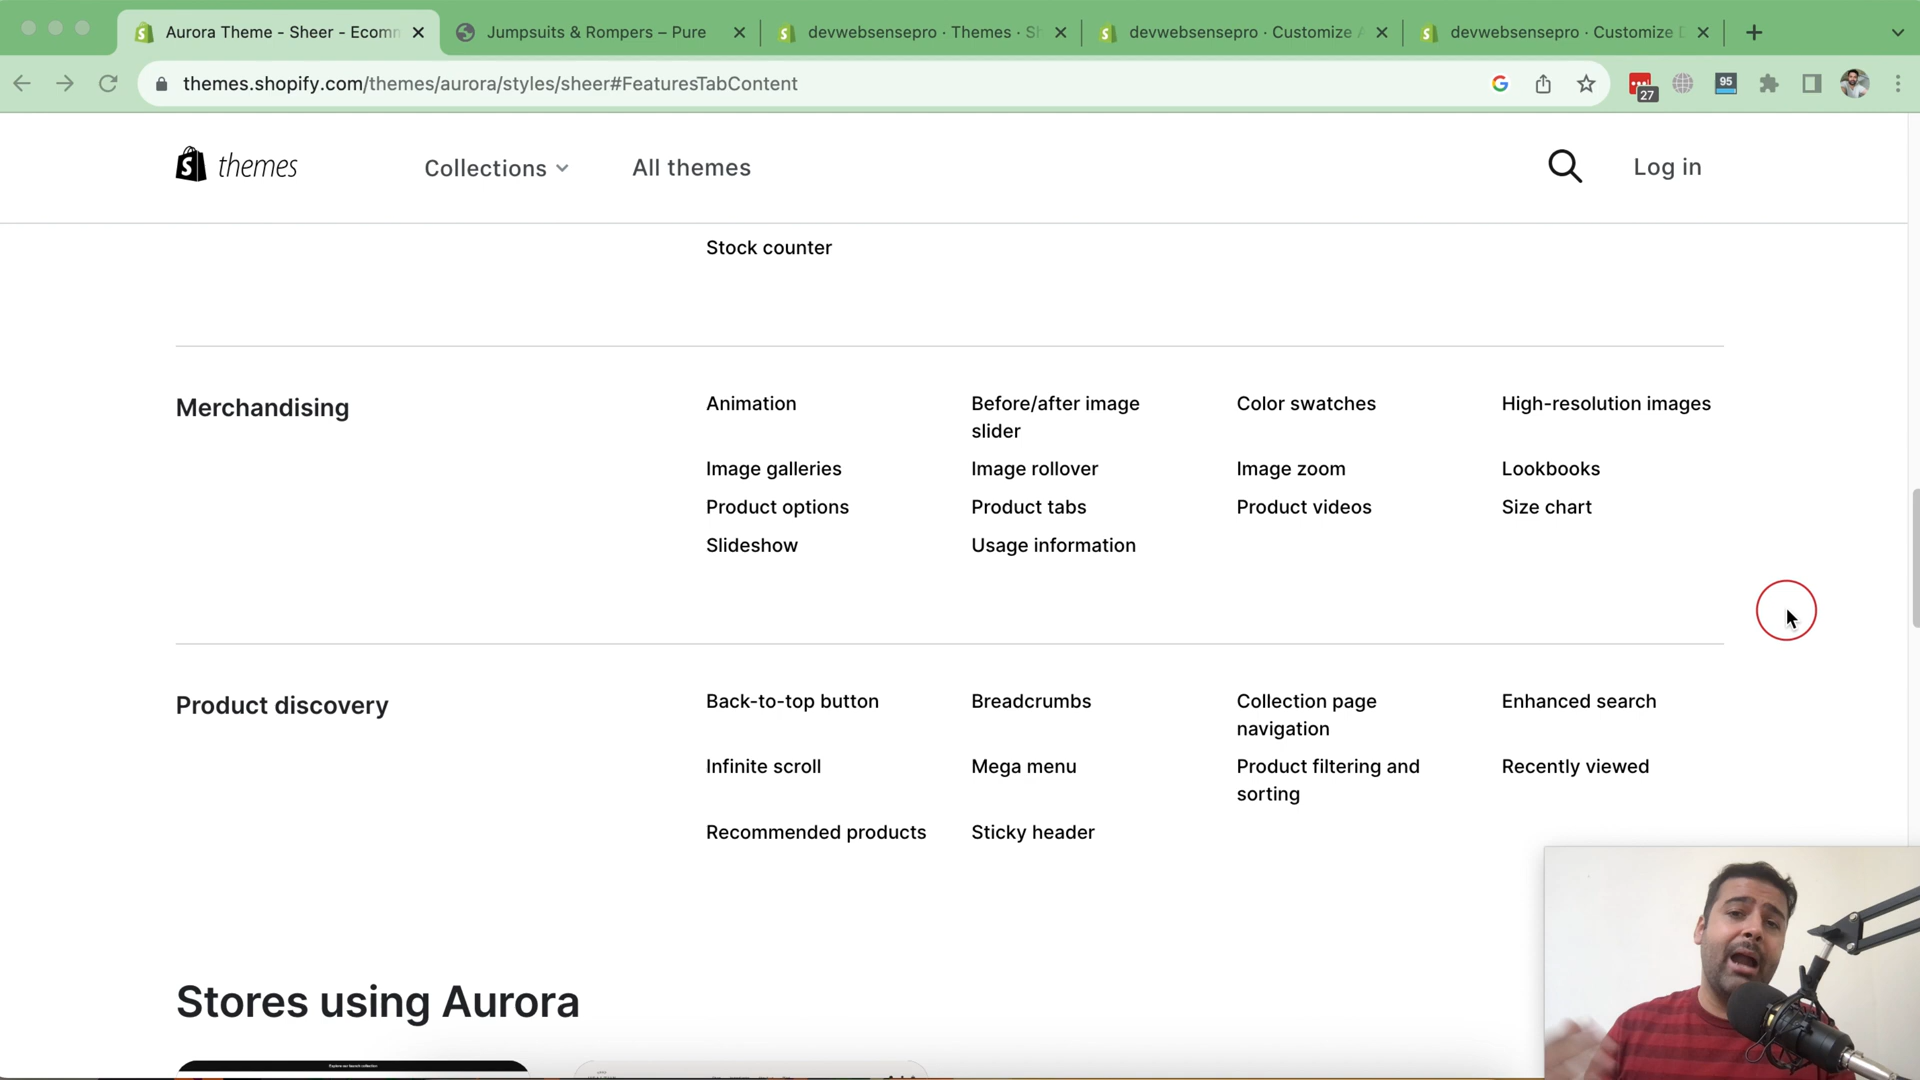 Aurora Theme - Sheer - Ecomm
Jumpsuits & Rompers – Pure
devwebsensepro · Themes · Sh
devwebsensepro · Customize A
devwebsensepro · Customize D
themes.shopify.com/themes/aurora/styles/sheer#FeaturesTabContent
27
95
themes
Collections
All themes
Log in
Stock counter
Merchandising
Animation
Before/after image
slider
Color swatches
High-resolution images
Image galleries
Image rollover
Image zoom
Lookbooks
Product options
Product tabs
Product videos
Size chart
Slideshow
Usage information
Product discovery
Back-to-top button
Breadcrumbs
Collection page
navigation
Enhanced search
Infinite scroll
Mega menu
Product filtering and
sorting
Recently viewed
Recommended products
Sticky header
Stores using Aurora